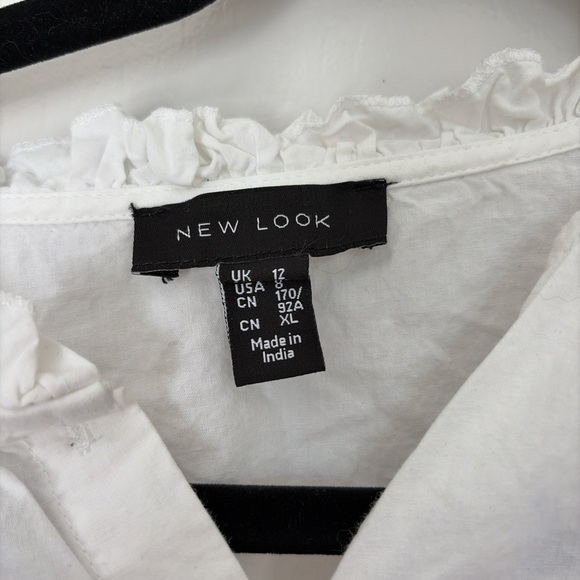 NEW LOOK
UK 12
USA 8
CN 170/
92A
CN XL
Made in
India